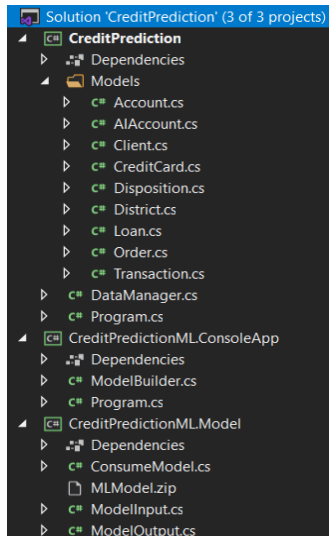 Solution 'CreditPrediction' (3 of 3 projects)
C# CreditPrediction
Dependencies
Models
C# Account.cs
C# AIAccount.cs
C# Client.cs
C# CreditCard.cs
C# Disposition.cs
C# District.cs
C# Loan.cs
C# Order.cs
C# Transaction.cs
C# DataManager.cs
C# Program.cs
C# CreditPredictionML.ConsoleApp
Dependencies
C# ModelBuilder.cs
C# Program.cs
C# CreditPredictionML.Model
Dependencies
C# ConsumeModel.cs
MLModel.zip
C# ModelInput.cs
C# ModelOutput.cs